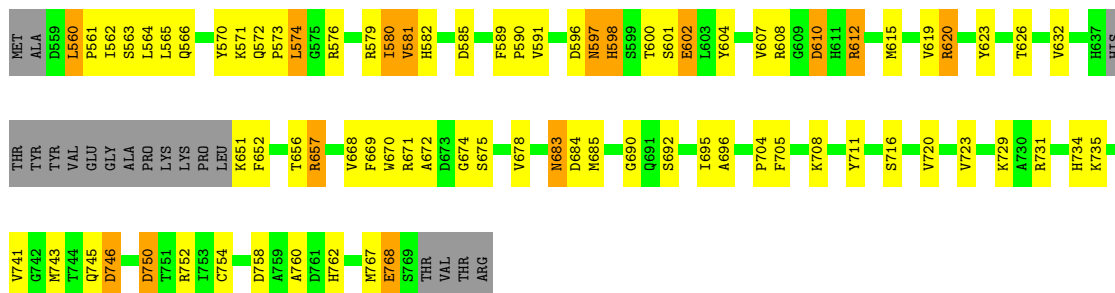 MET ALA D559 L560 P561 I562 S563 L564 L565 Q566 Y570 K571 Q572 P573 L574 G575 R576 R579 I580 V581 H582 D585 F589 P590 V591 D596 N597 H598 S599 T600 S601 E602 L603 Y604 V607 R608 G609 D610 H611 R612 M615 V619 R620 Y623 T626 V632 H637 HIS
THR TYR TYR VAL GLU GLY ALA PRO LYS LYS PRO LEU K651 F652 T656 R657 V668 F669 W670 R671 A672 D673 G674 S675 V678 N683 D684 M685 G690 Q691 S692 I695 A696 P704 F705 K708 Y711 S716 V720 V723 K729 A730 R731 H734 K735
V741 G742 M743 T744 Q745 D746 D750 T751 R752 I753 C754 D758 A759 A760 D761 H762 M767 E768 S769 THR VAL THR ARG